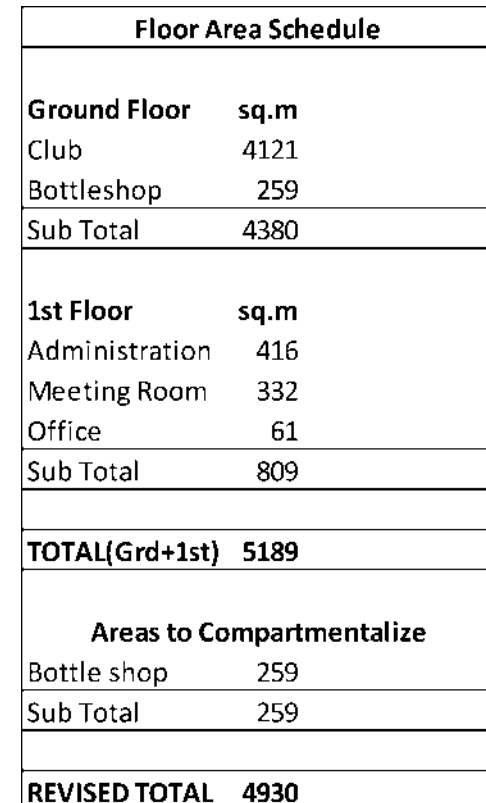 Floor Area Schedule
Ground Floor sq.m
Club 4121
Bottleshop 259
Sub Total 4380
1st Floor sq.m
Administration 416
Meeting Room 332
Office 61
Sub Total 809
TOTAL(Grd+1st) 5189
Areas to Compartmentalize
Bottle shop 259
Sub Total 259
REVISED TOTAL 4930